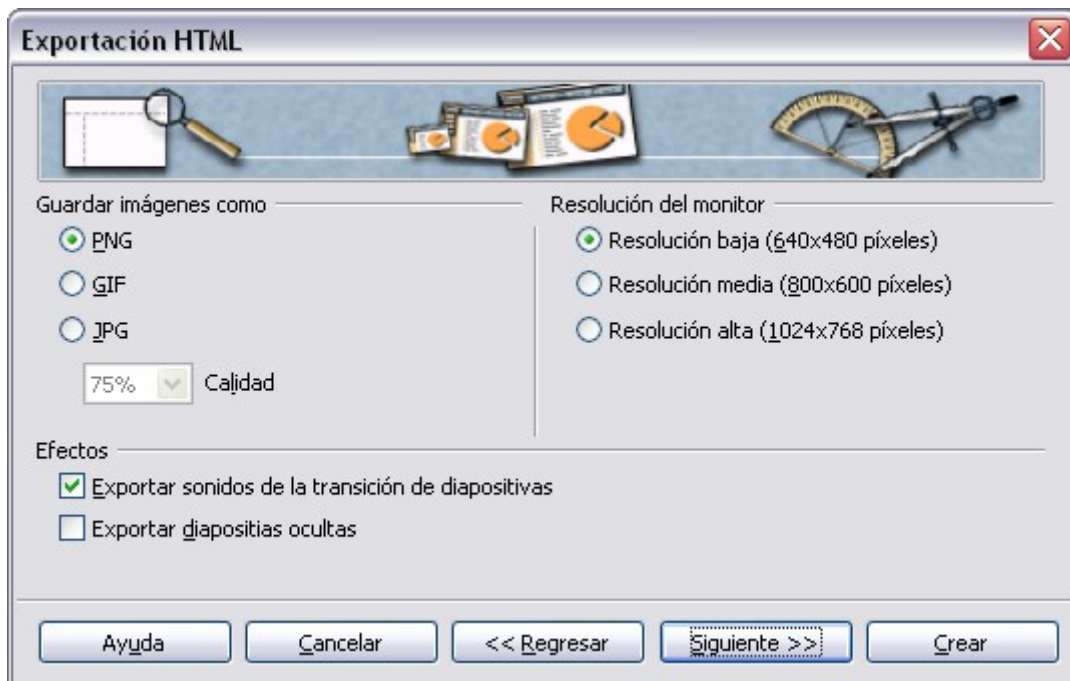 Exportación HTML
Guardar imágenes como
PNG
GIF
JPG
75% Calidad
Resolución del monitor
Resolución baja (640x480 píxeles)
Resolución media (800x600 píxeles)
Resolución alta (1024x768 píxeles)
Efectos
Exportar sonidos de la transición de diapositivas
Exportar diapositias ocultas
Ayuda
Cancelar
<< Regresar
Siguiente >>
Crear